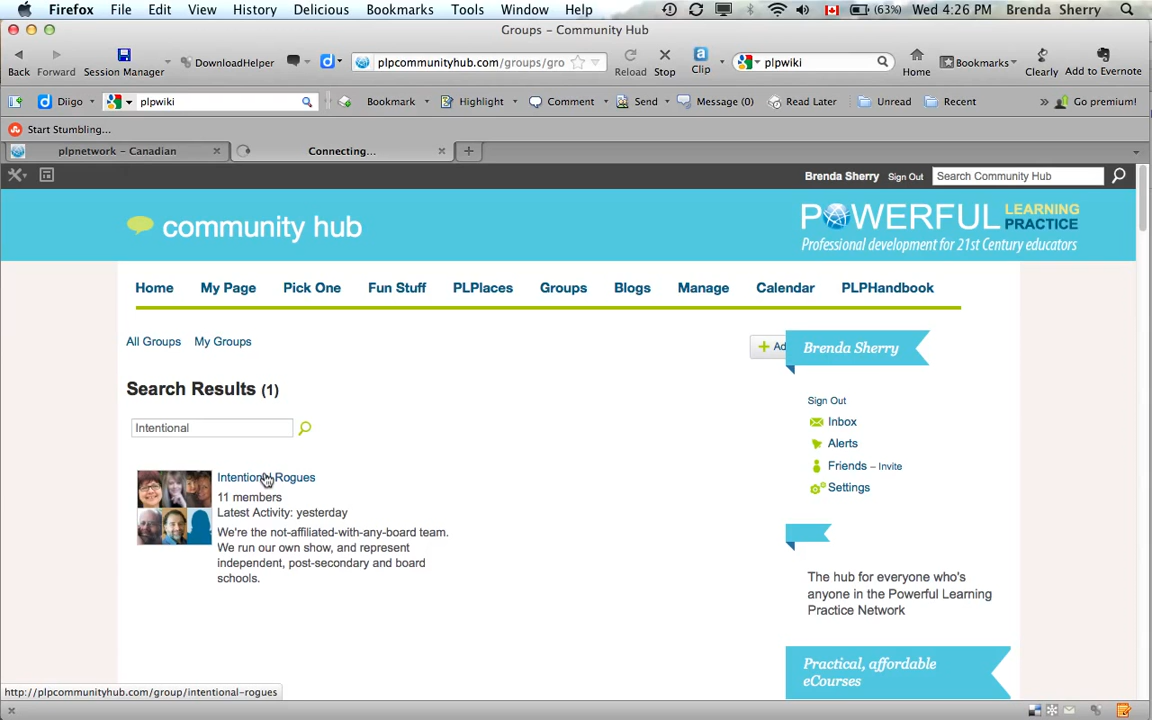 Firefox File Edit View History Delicious Bookmarks Tools Window Help (63%) Wed 4:26 PM Brenda Sherry
Groups - Community Hub
Back Forward Session Manager DownloadHelper plpcommunityhub.com/groups/gro Reload Stop Clip plpwiki Home Bookmarks Clearly Add to Evernote
Diigo plpwiki Bookmark Highlight Comment Send Message (0) Read Later Unread Recent » Go premium!
Start Stumbling...
plpnetwork – Canadian Connecting...
Brenda Sherry Sign Out Search Community Hub
community hub
POWERFUL LEARNING PRACTICE
Professional development for 21st Century educators
Home My Page Pick One Fun Stuff PLPlaces Groups Blogs Manage Calendar PLPHandbook
All Groups My Groups
+ Ad
Brenda Sherry
Search Results (1)
Intentional
Sign Out
Inbox
Alerts
Friends – Invite
Settings
Intentional Rogues
11 members
Latest Activity: yesterday
We're the not-affiliated-with-any-board team.
We run our own show, and represent
independent, post-secondary and board
schools.
The hub for everyone who's
anyone in the Powerful Learning
Practice Network
Practical, affordable
eCourses
http://plpcommunityhub.com/group/intentional-rogues